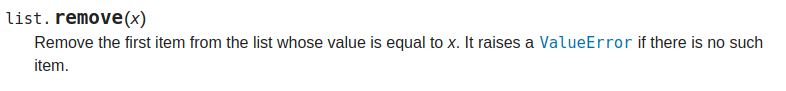 list.remove(x)
Remove the first item from the list whose value is equal to x. It raises a ValueError if there is no such
item.